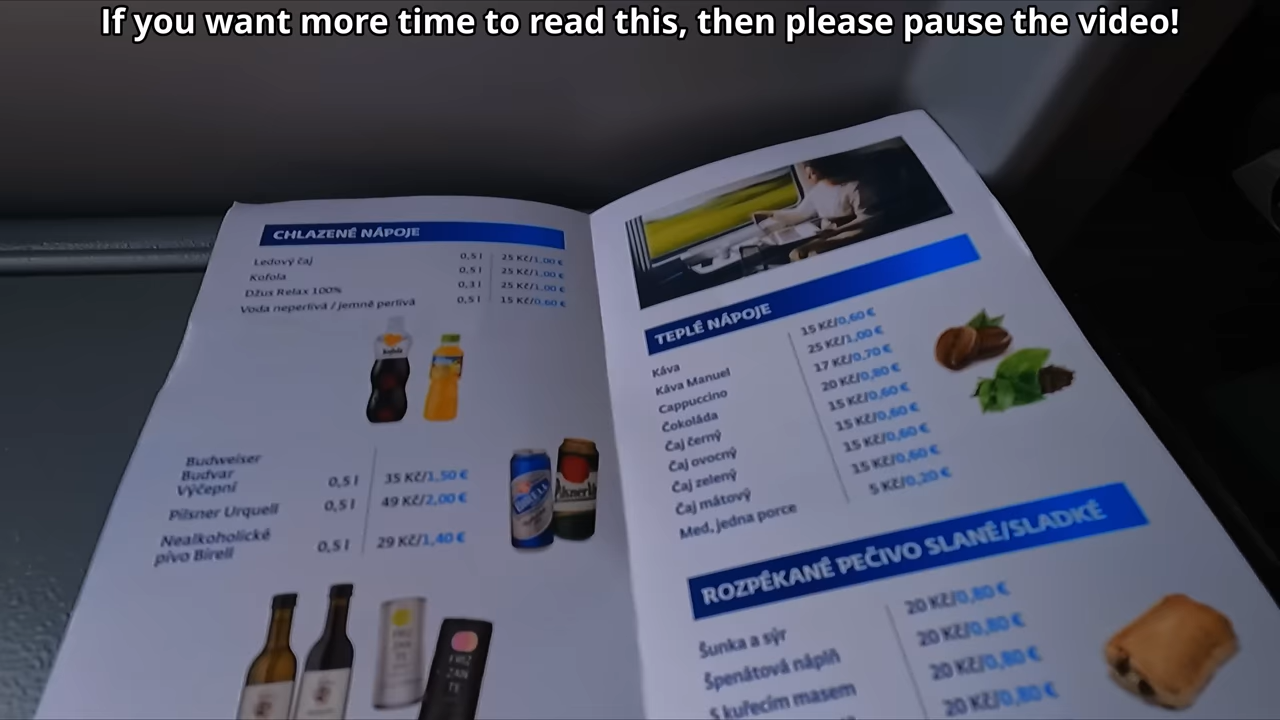 If you want more time to read this, then please pause the video!
CHLAZENÉ NÁPOJE
Ledový čaj 0,5 l 25 Kč/1,00 €
Kofola 0,5 l 25 Kč/1,00 €
Džus Relax 100% 0,3 l 25 Kč/1,00 €
Voda neperlivá / jemně perlivá 0,5 l 15 Kč/0,60 €
Budweiser
Budvar
Výčepní 0,5 l 35 Kč/1,50 €
Pilsner Urquell 0,5 l 49 Kč/2,00 €
Nealkoholické
pivo Birell 0,5 l 29 Kč/1,40 €
TEPLÉ NÁPOJE
Káva 15 Kč/0,60 €
Káva Manuel 25 Kč/1,00 €
Cappuccino 17 Kč/0,70 €
Čokoláda 20 Kč/0,80 €
Čaj černý 15 Kč/0,60 €
Čaj ovocný 15 Kč/0,60 €
Čaj zelený 15 Kč/0,60 €
Čaj mátový 15 Kč/0,60 €
Med, jedna porce 5 Kč/0,20 €
ROZPÉKANÉ PEČIVO SLANÉ/SLADKÉ
Šunka a sýr 20 Kč/0,80 €
Špenátová náplň 20 Kč/0,80 €
S kuřecím masem 20 Kč/0,80 €
20 Kč/0,80 €